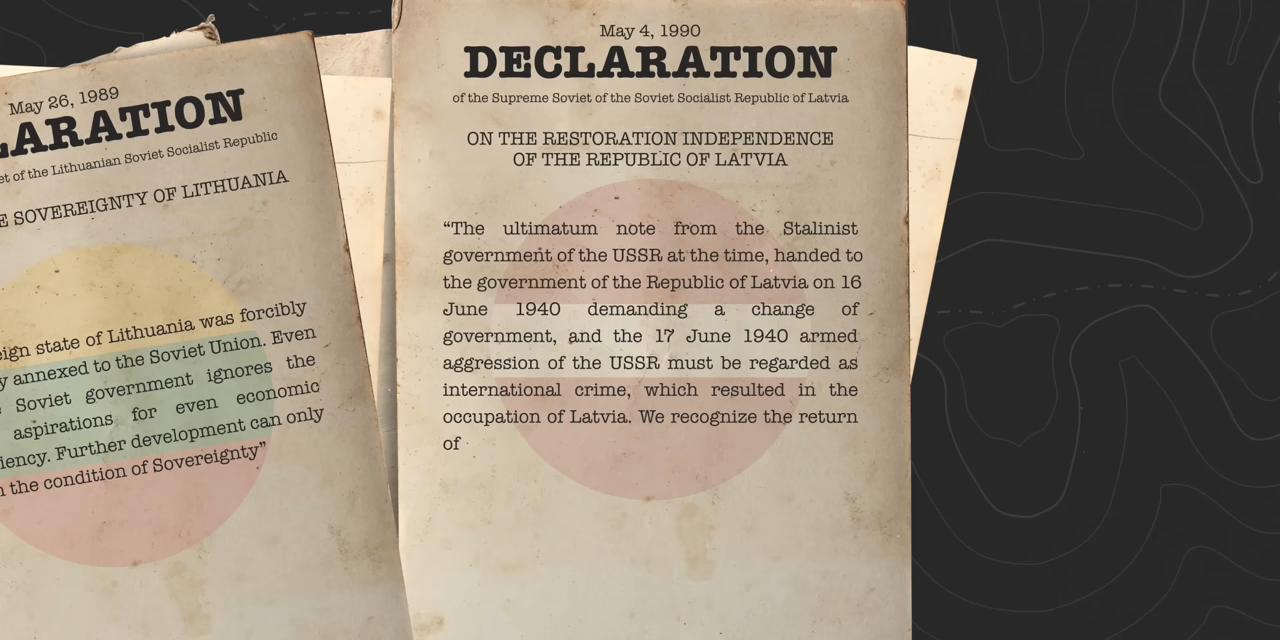 May 26, 1989
LARATION
et of the Lithuanian Soviet Socialist Republic
E SOVEREIGNTY OF LITHUANIA
eign state of Lithuania was forcibly
y annexed to the Soviet Union. Even
Soviet government ignores the
aspirations for even economic
iency. Further development can only
n the condition of Sovereignty”
May 4, 1990
DECLARATION
of the Supreme Soviet of the Soviet Socialist Republic of Latvia
ON THE RESTORATION INDEPENDENCE
OF THE REPUBLIC OF LATVIA
“The ultimatum note from the Stalinist
government of the USSR at the time, handed to
the government of the Republic of Latvia on 16
June 1940 demanding a change of
government, and the 17 June 1940 armed
aggression of the USSR must be regarded as
international crime, which resulted in the
occupation of Latvia. We recognize the return
of